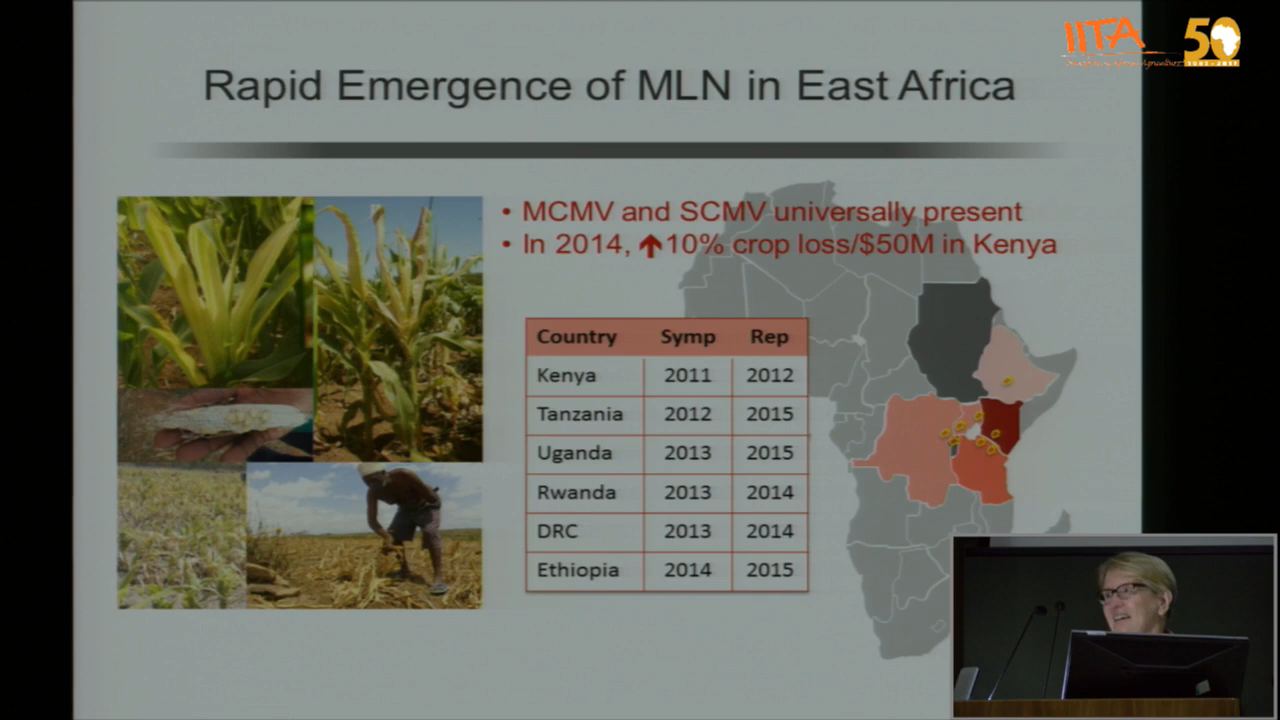 IITA
50
Rapid Emergence of MLN in East Africa
• MCMV and SCMV universally present
• In 2014, ↑10% crop loss/$50M in Kenya
Country Symp Rep
Kenya 2011 2012
Tanzania 2012 2015
Uganda 2013 2015
Rwanda 2013 2014
DRC 2013 2014
Ethiopia 2014 2015